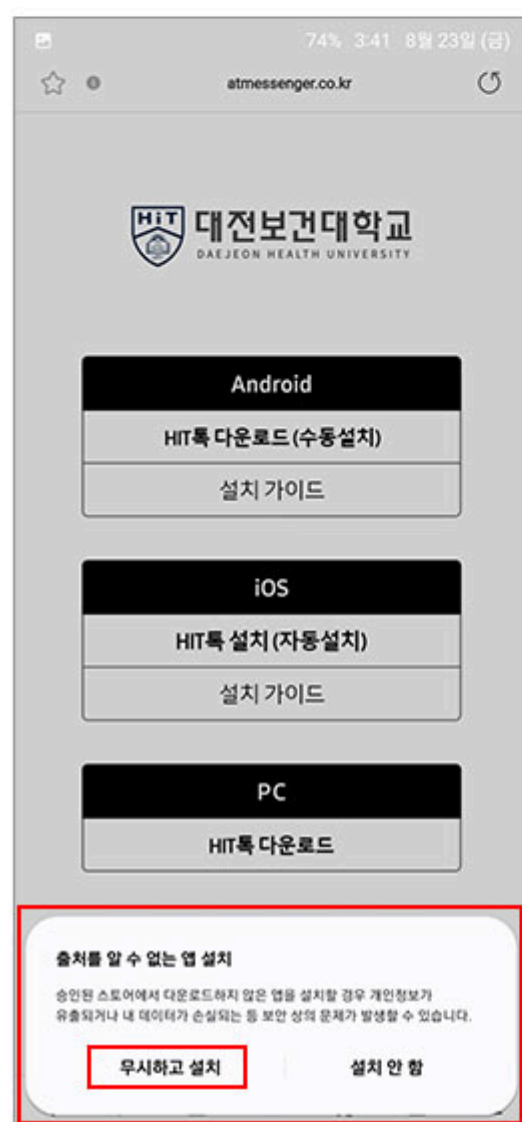 74% 3:41 8월 23일 (금)
atmessenger.co.kr
HiT 대전보건대학교
DAEJEON HEALTH UNIVERSITY
Android
HIT톡 다운로드 (수동설치)
설치 가이드
iOS
HIT톡 설치 (자동설치)
설치 가이드
PC
HIT톡 다운로드
출처를 알 수 없는 앱 설치
승인된 스토어에서 다운로드하지 않은 앱을 설치할 경우 개인정보가
유출되거나 내 데이터가 손실되는 등 보안 상의 문제가 발생할 수 있습니다.
무시하고 설치 설치 안 함